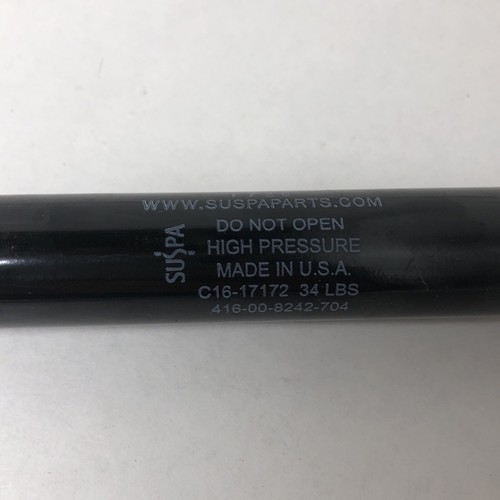 WWW.SUSPAPARTS.COM
SUSPA
DO NOT OPEN
HIGH PRESSURE
MADE IN U.S.A.
C16-17172 34 LBS
416-00-8242-704